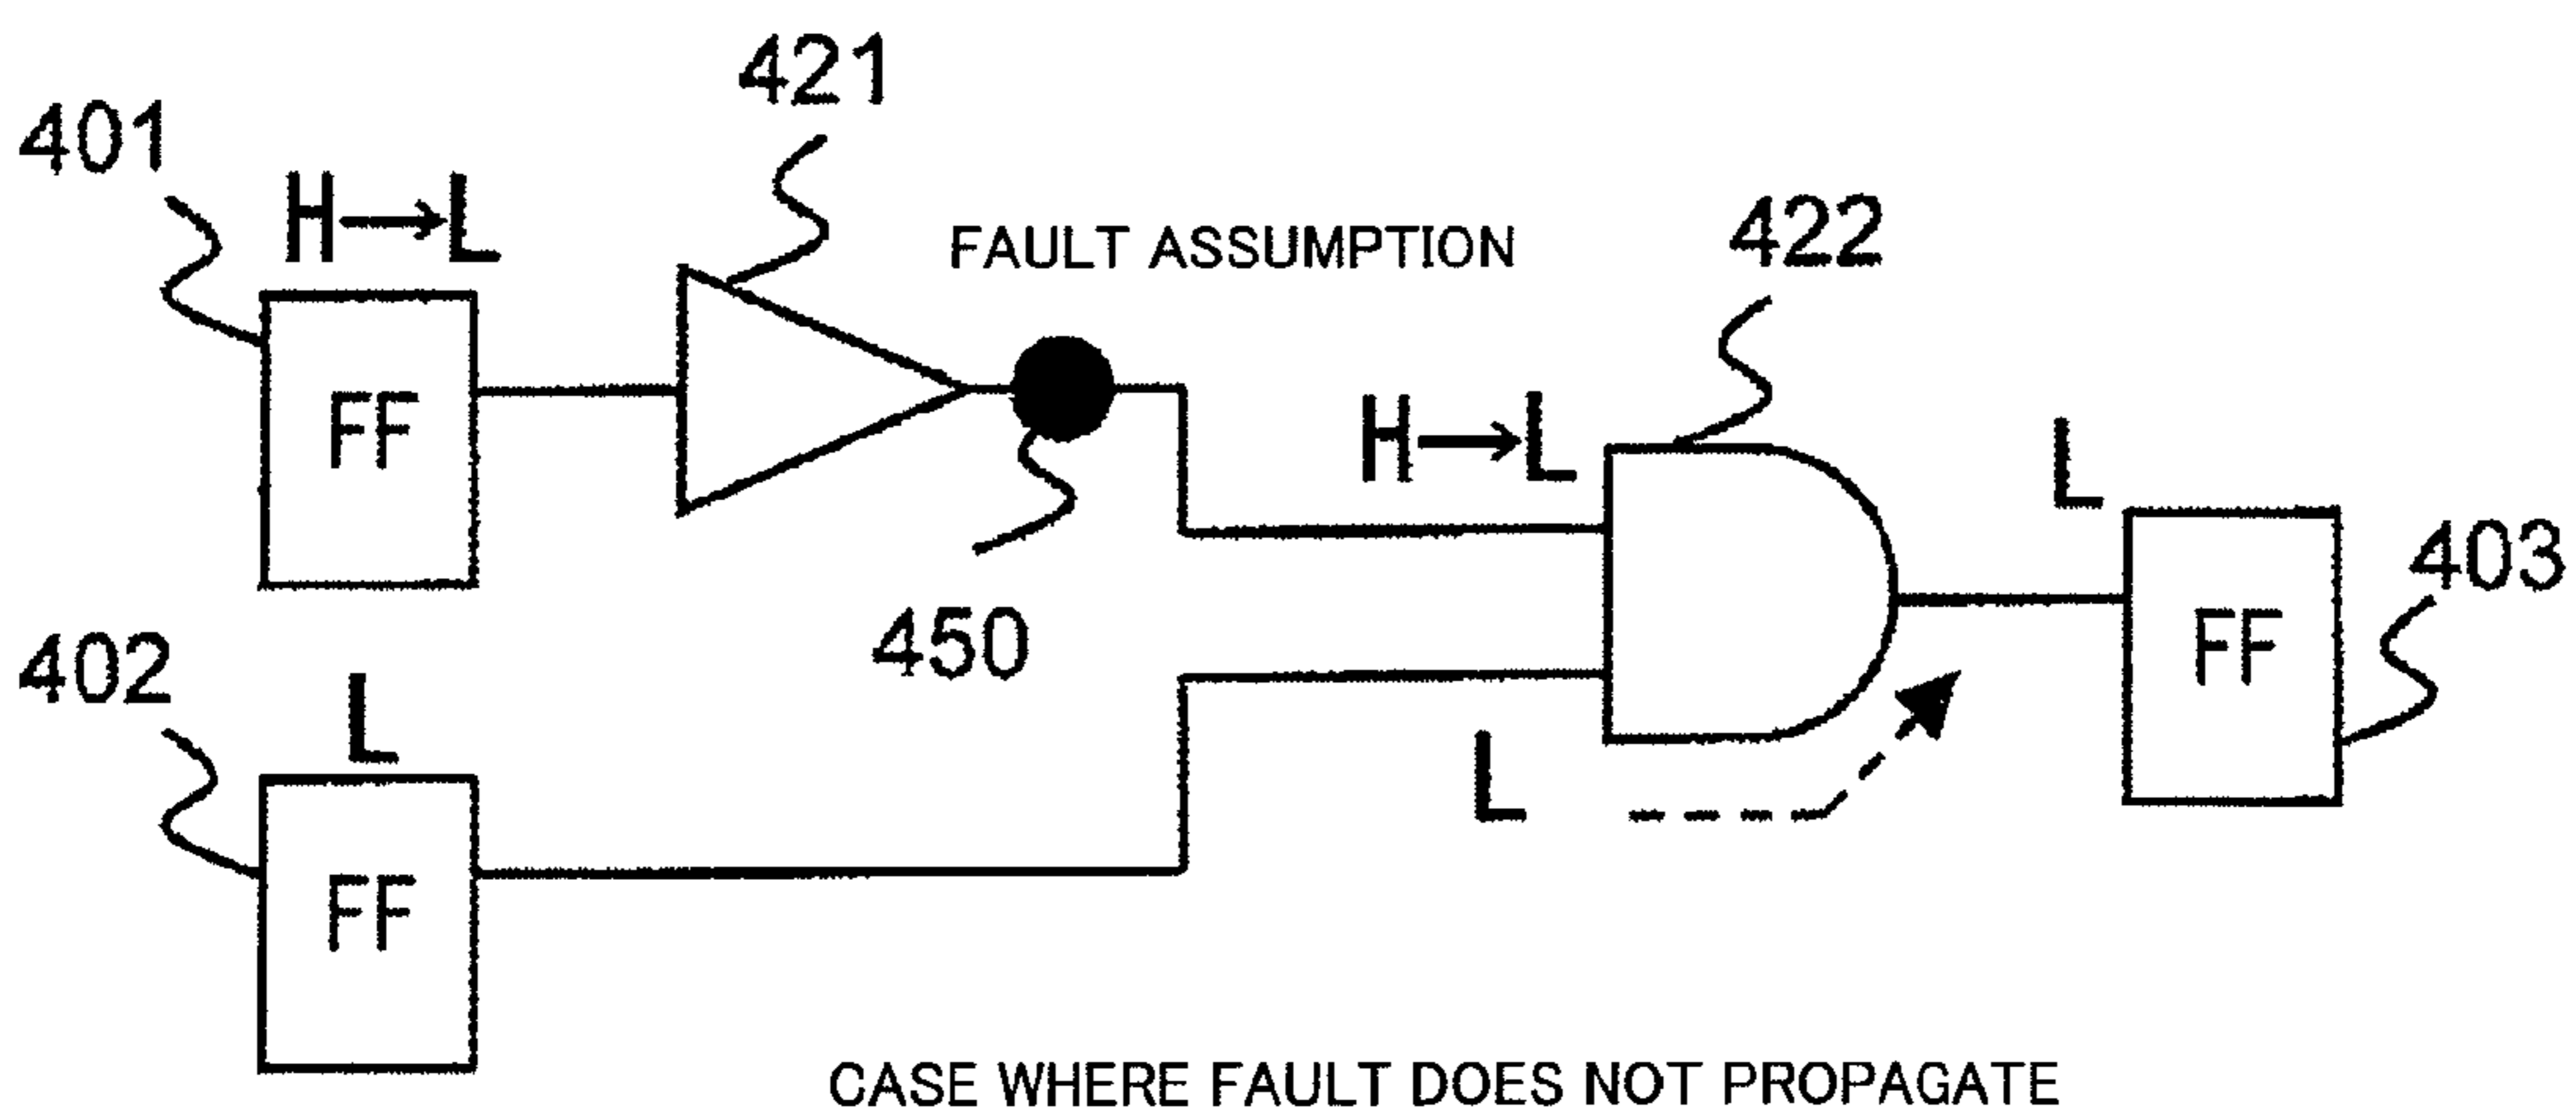 421
401
H→L
FAULT ASSUMPTION
422
FF
H→L
L
403
450
FF
402
L
L
FF
CASE WHERE FAULT DOES NOT PROPAGATE